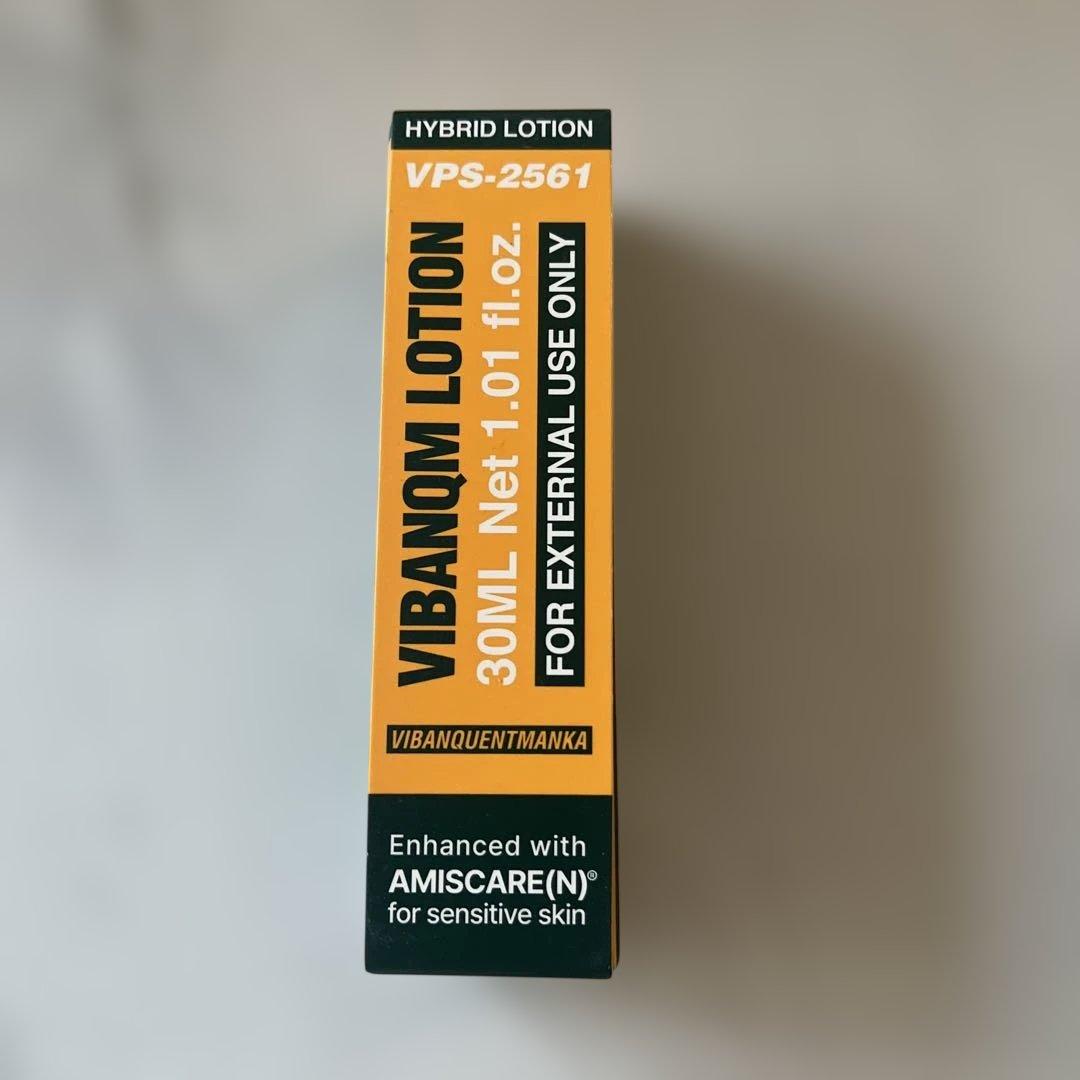 HYBRID LOTION
VPS-2561
VIBANQM LOTION
30ML Net 1.01 fl.oz.
FOR EXTERNAL USE ONLY
VIBANQUENTMANKA
Enhanced with
AMISCARE(N)®
for sensitive skin